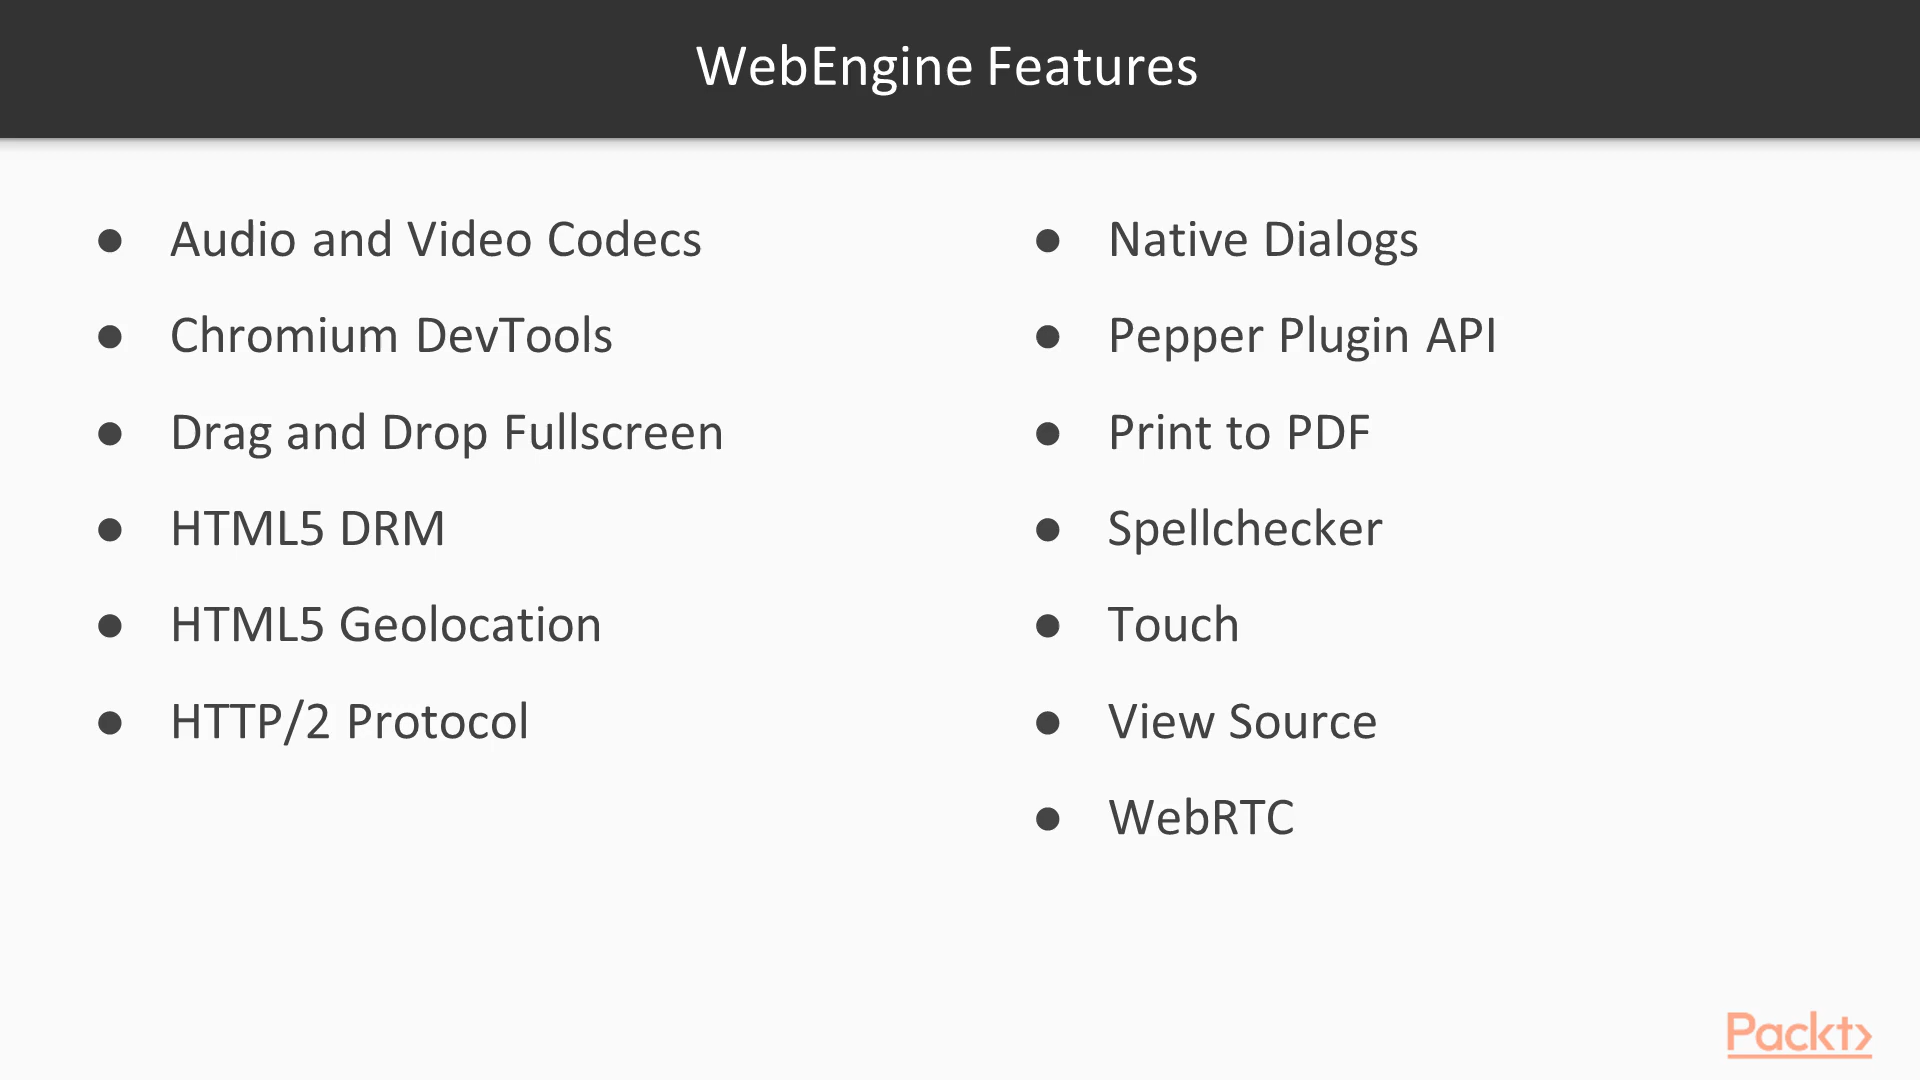 WebEngine Features
● Audio and Video Codecs
● Chromium DevTools
● Drag and Drop Fullscreen
● HTML5 DRM
● HTML5 Geolocation
● HTTP/2 Protocol
● Native Dialogs
● Pepper Plugin API
● Print to PDF
● Spellchecker
● Touch
● View Source
● WebRTC
Packt>